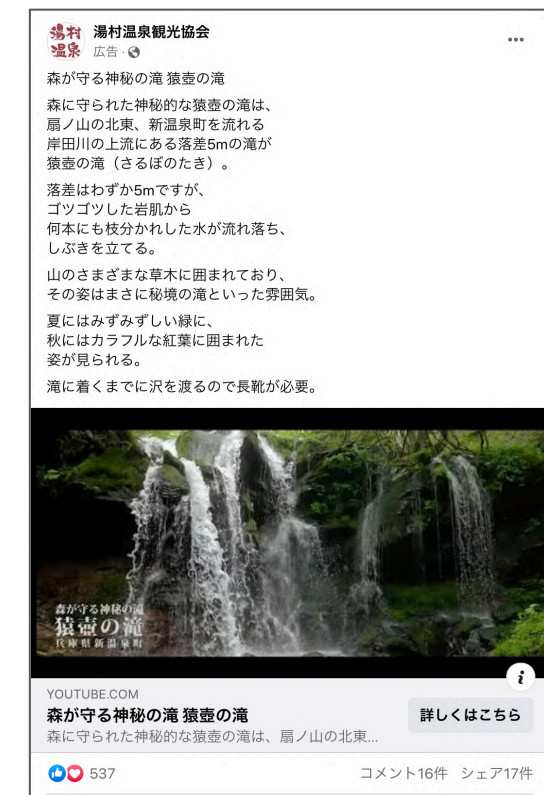 湯村
温泉
湯村温泉観光協会
広告·
森が守る神秘の滝 猿壺の滝
森に守られた神秘的な猿壺の滝は、
扇ノ山の北東、新温泉町を流れる
岸田川の上流にある落差5mの滝が
猿壺の滝（さるぼのたき）。
落差はわずか5mですが、
ゴツゴツした岩肌から
何本にも枝分かれした水が流れ落ち、
しぶきを立てる。
山のさまざまな草木に囲まれており、
その姿はまさに秘境の滝といった雰囲気。
夏にはみずみずしい緑に、
秋にはカラフルな紅葉に囲まれた
姿が見られる。
滝に着くまでに沢を渡るので長靴が必要。
森が守る神秘の滝
猿壺の滝
兵庫県新温泉町
i
YOUTUBE.COM
森が守る神秘の滝 猿壺の滝
詳しくはこちら
森に守られた神秘的な猿壺の滝は、扇ノ山の北東...
537
コメント16件 シェア17件